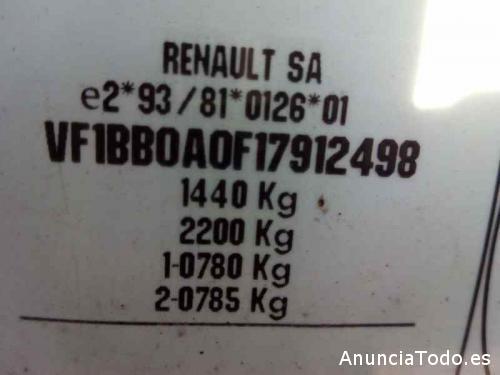 RENAULT SA
e2*93/81*0126*01
VF1BB0A0F17912498
1440 Kg
2200 Kg
1-0780 Kg
2-0785 Kg
AnunciaTodo.es